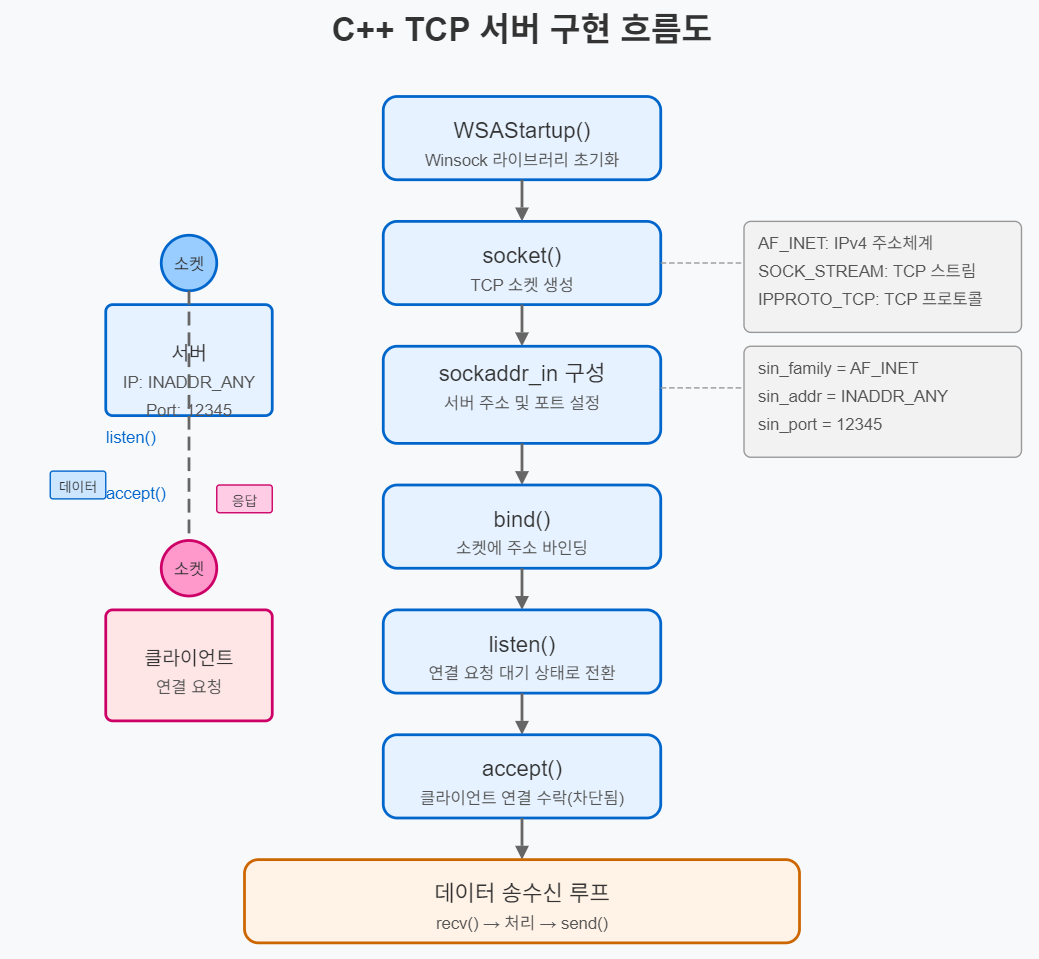 C++ TCP 서버 구현 흐름도
WSAStartup()
Winsock 라이브러리 초기화
socket()
TCP 소켓 생성
AF_INET: IPv4 주소체계
SOCK_STREAM: TCP 스트림
IPPROTO_TCP: TCP 프로토콜
sockaddr_in 구성
서버 주소 및 포트 설정
sin_family = AF_INET
sin_addr = INADDR_ANY
sin_port = 12345
bind()
소켓에 주소 바인딩
listen()
연결 요청 대기 상태로 전환
accept()
클라이언트 연결 수락(차단됨)
데이터 송수신 루프
recv() → 처리 → send()
소켓
서버
IP: INADDR_ANY
Port: 12345
listen()
데이터
accept()
응답
소켓
클라이언트
연결 요청